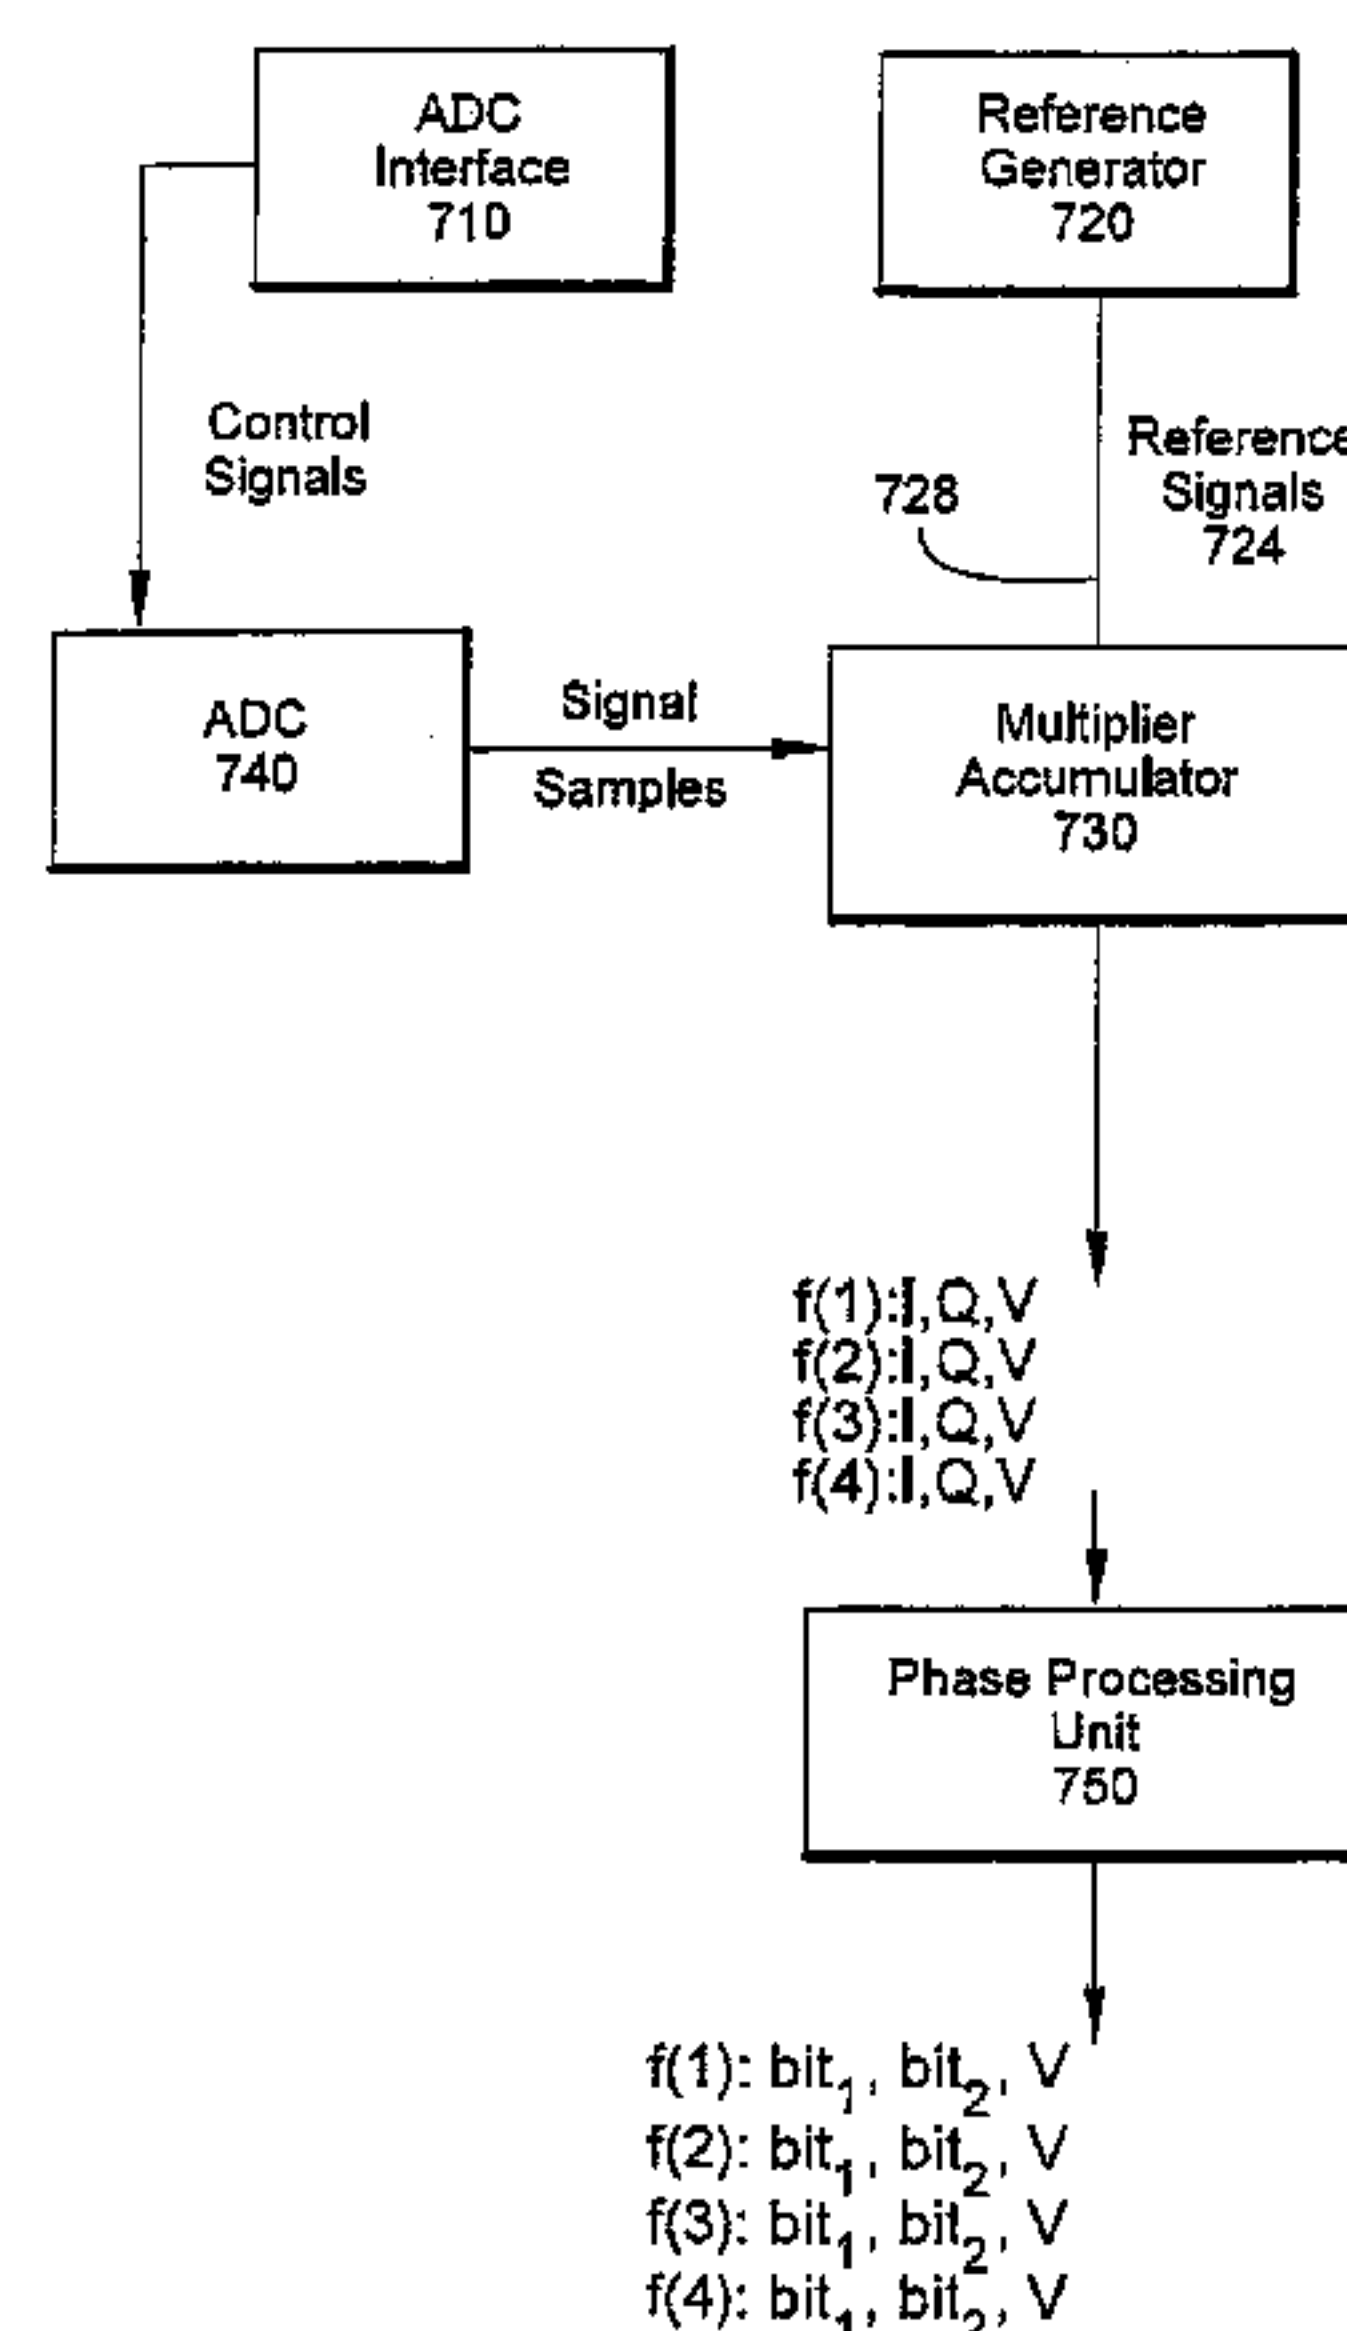 ADC
Interface
710
Reference
Generator
720
Control
Signals
Reference
Signals
724
728
ADC
740
Signal
Samples
Multiplier
Accumulator
730
f(1):I,Q,V
f(2):I,Q,V
f(3):I,Q,V
f(4):I,Q,V
Phase Processing
Unit
750
f(1): bit1, bit2, V
f(2): bit1, bit2, V
f(3): bit1, bit2, V
f(4): bit1, bit2, V